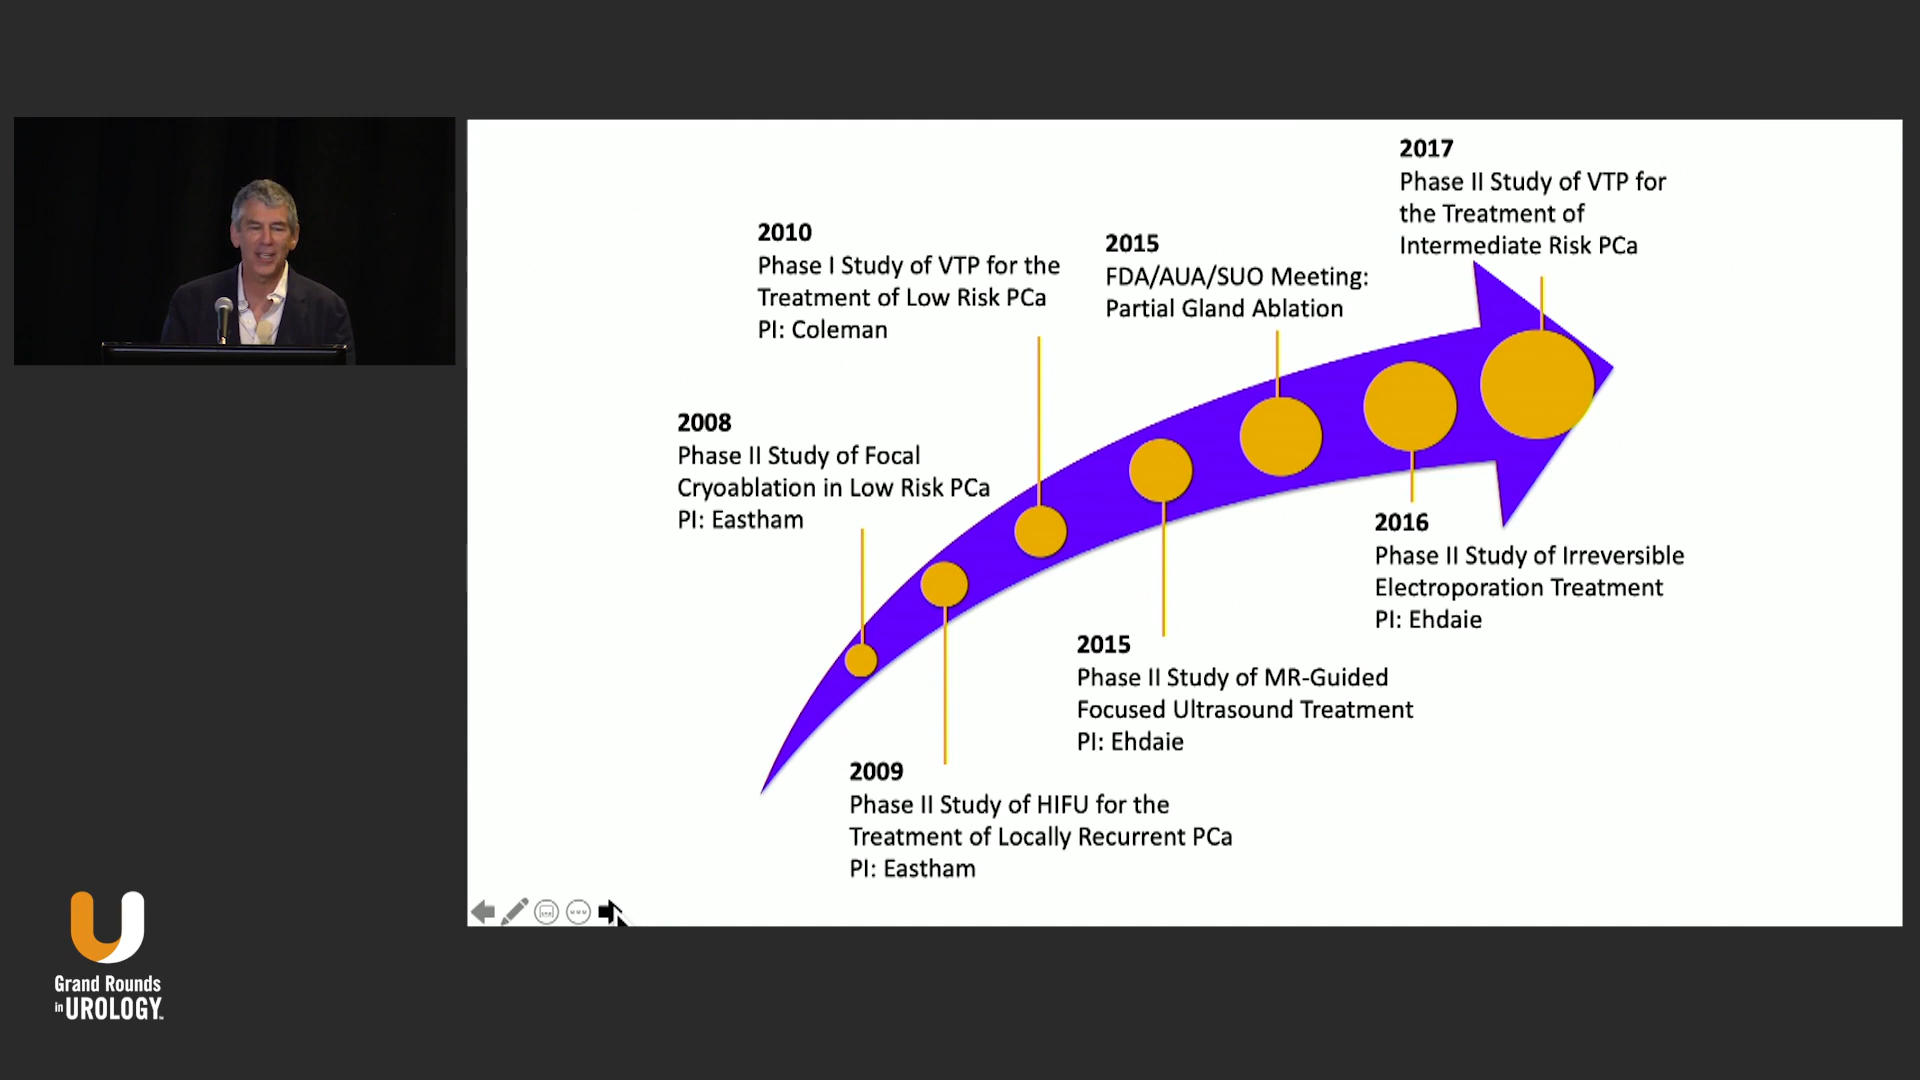 2017
Phase II Study of VTP for
the Treatment of
Intermediate Risk PCa
2010
Phase I Study of VTP for the
Treatment of Low Risk PCa
PI: Coleman
2015
FDA/AUA/SUO Meeting:
Partial Gland Ablation
2008
Phase II Study of Focal
Cryoablation in Low Risk PCa
PI: Eastham
2016
Phase II Study of Irreversible
Electroporation Treatment
PI: Ehdaie
2015
Phase II Study of MR-Guided
Focused Ultrasound Treatment
PI: Ehdaie
2009
Phase II Study of HIFU for the
Treatment of Locally Recurrent PCa
PI: Eastham
Grand Rounds
in UROLOGY